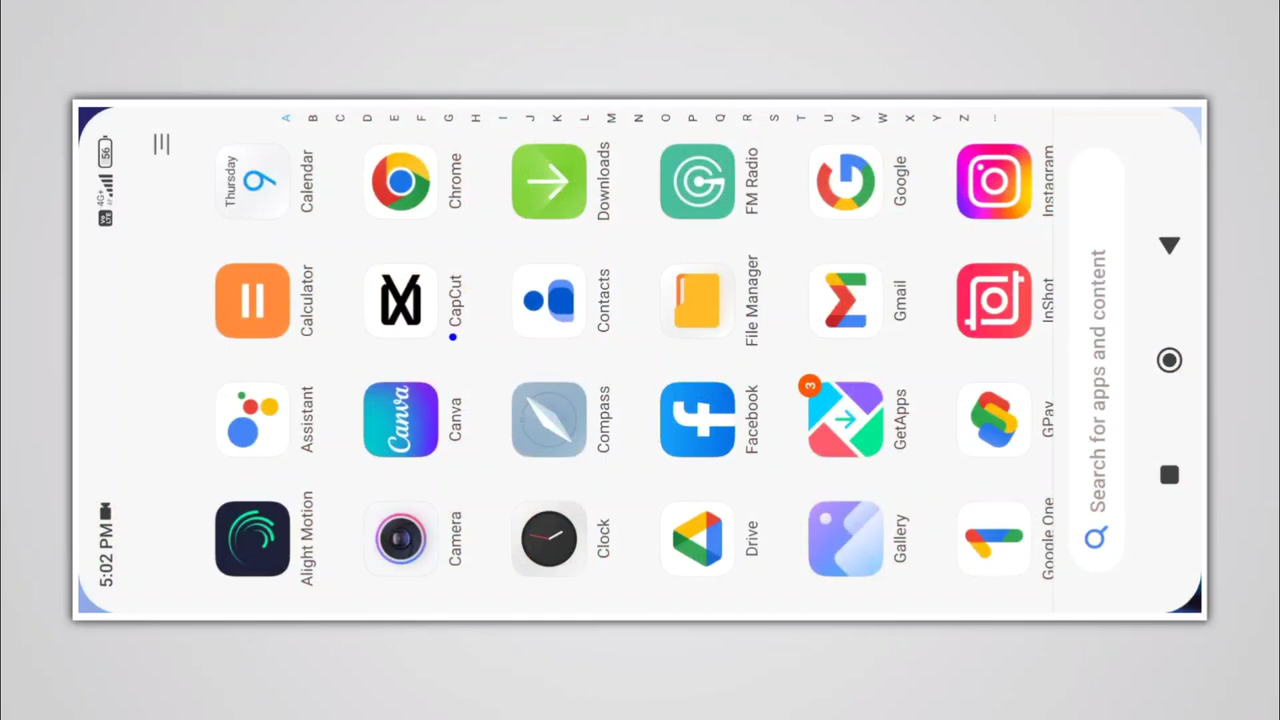 5:02 PM
Vo LTE 4G+ 56
Alight Motion Assistant Calculator Thursday 9 Calendar
Camera Canva Canva CapCut Chrome
Clock Compass Contacts Downloads
Drive Facebook File Manager FM Radio
Gallery 3 GetApps Gmail Google
Google One GPay InShot Instagram
A
B
C
D
E
F
G
H
I
J
K
L
M
N
O
P
Q
R
S
T
U
V
W
X
Y
Z
...
Search for apps and content